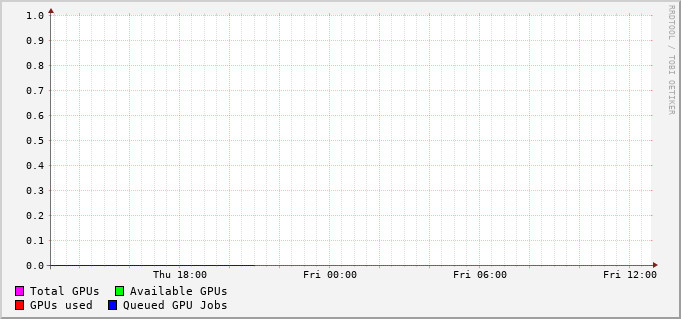 1.0
0.9
0.8
0.7
0.6
0.5
0.4
0.3
0.2
0.1
0.0
Thu 18:00 Fri 00:00 Fri 06:00 Fri 12:00
Total GPUs Available GPUs
GPUs used Queued GPU Jobs
RRDTOOL / TOBI OETIKER